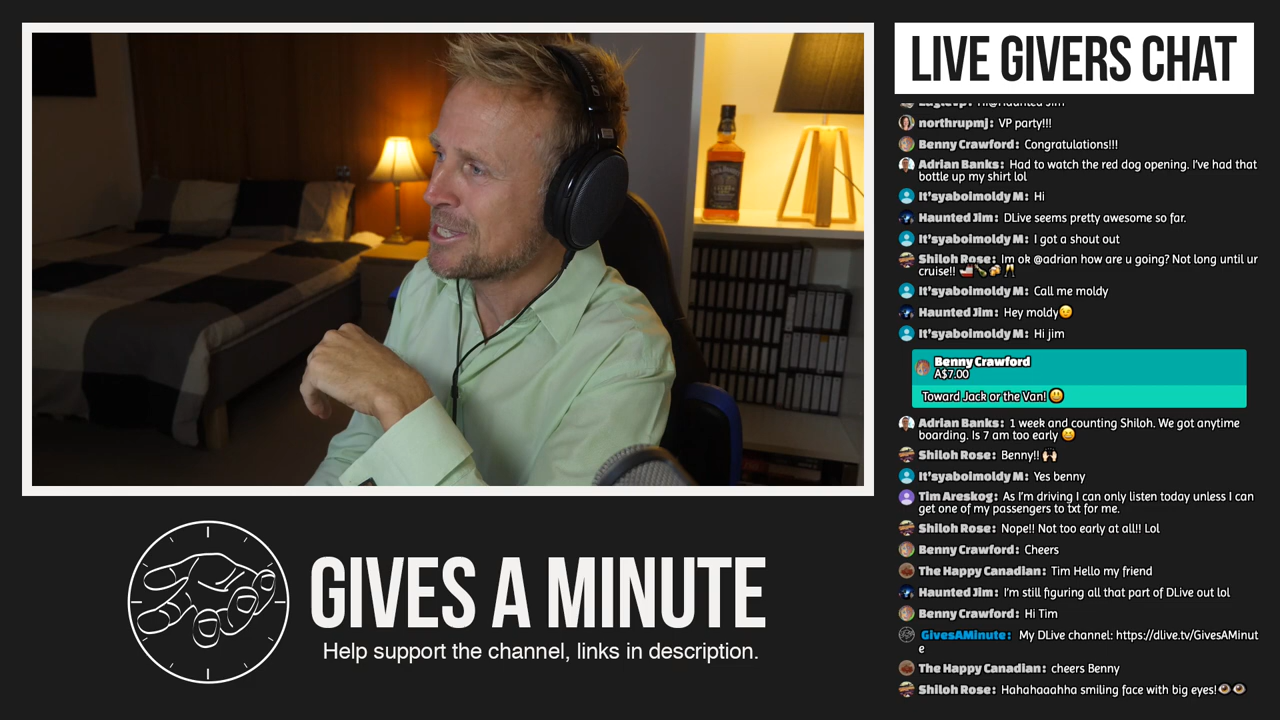 LIVE GIVERS CHAT
northrupmj: VP party!!!
Benny Crawford: Congratulations!!!
Adrian Banks: Had to watch the red dog opening. I've had that
bottle up my shirt lol
It'syaboimoldy M: Hi
Haunted Jim: DLive seems pretty awesome so far.
It'syaboimoldy M: I got a shout out
Shiloh Rose: Im ok @adrian how are u going? Not long until ur
cruise!!
It'syaboimoldy M: Call me moldy
Haunted Jim: Hey moldy😉
It'syaboimoldy M: Hi jim
Benny Crawford
A$7.00
Toward Jack or the Van! 😃
Adrian Banks: 1 week and counting Shiloh. We got anytime
boarding. Is 7 am too early 😄
Shiloh Rose: Benny!! 🙌
It'syaboimoldy M: Yes benny
Tim Areskog: As I'm driving I can only listen today unless I can
get one of my passengers to txt for me.
Shiloh Rose: Nope!! Not too early at all!! Lol
Benny Crawford: Cheers
The Happy Canadian: Tim Hello my friend
Haunted Jim: I'm still figuring all that part of DLive out lol
Benny Crawford: Hi Tim
GivesAMinute: My DLive channel: https://dlive.tv/GivesAMinut
e
The Happy Canadian: cheers Benny
Shiloh Rose: Hahahaaahha smiling face with big eyes!👁👁
GIVES A MINUTE
Help support the channel, links in description.